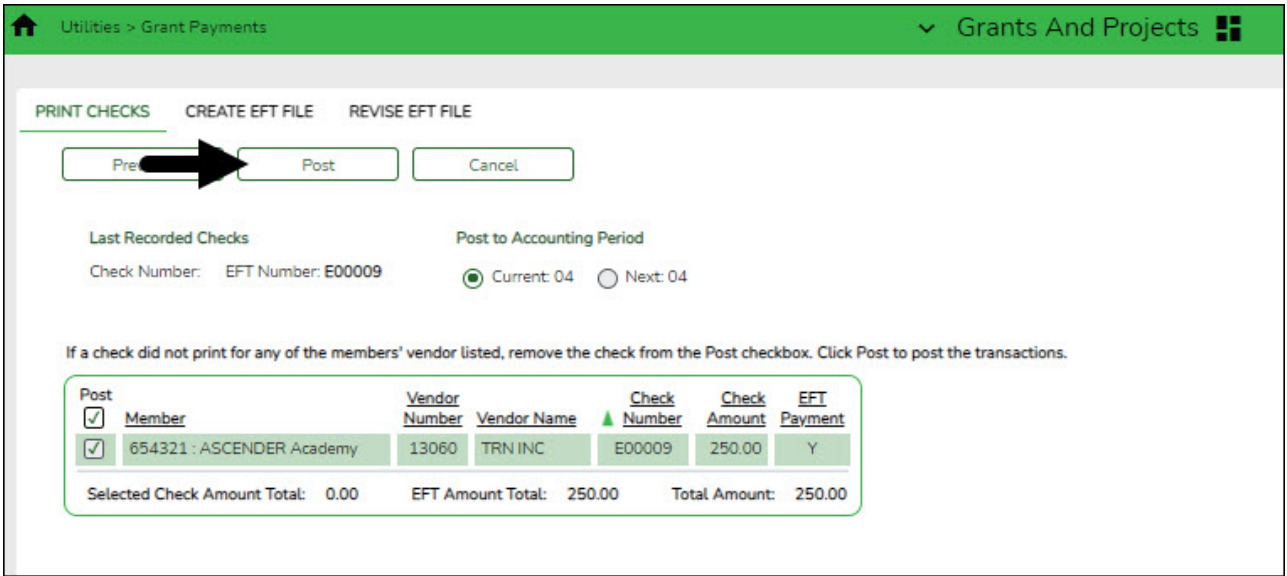 Utilities > Grant Payments
Grants And Projects
PRINT CHECKS CREATE EFT FILE REVISE EFT FILE
Post Cancel
Last Recorded Checks Post to Accounting Period
Check Number: EFT Number: E00009 Current: 04 Next: 04
If a check did not print for any of the members' vendor listed, remove the check from the Post checkbox. Click Post to post the transactions.
Post Vendor Check Check EFT
Member Number Vendor Name Number Amount Payment
654321 : ASCENDER Academy 13060 TRN INC E00009 250.00 Y
Selected Check Amount Total: 0.00 EFT Amount Total: 250.00 Total Amount: 250.00